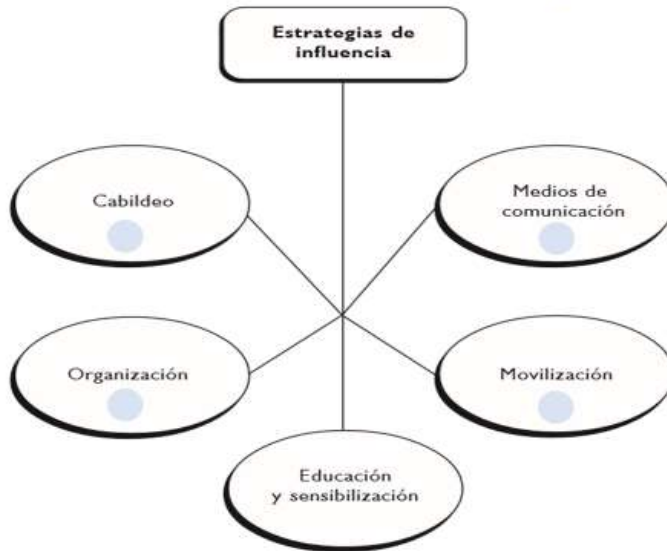 Estrategias de
influencia
Cabildeo
Medios de
comunicación
Organización
Movilización
Educación
y sensibilización